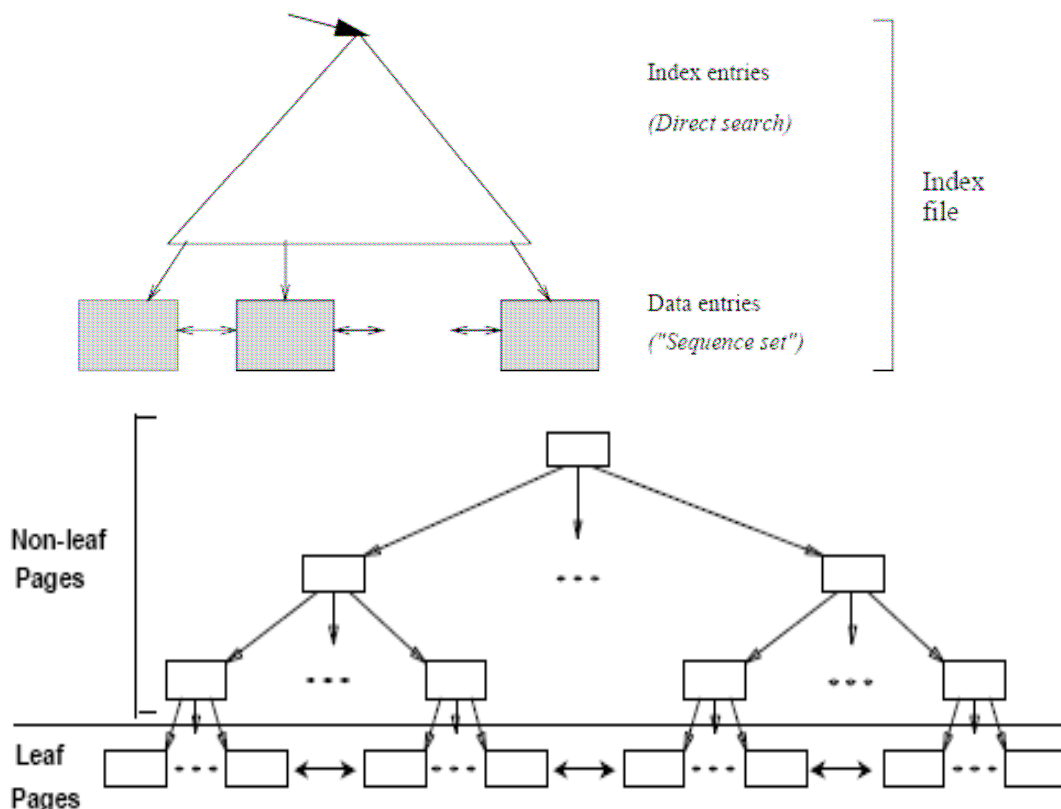 Index entries
(Direct search)
Index
file
Data entries
("Sequence set")
Non-leaf
Pages
Leaf
Pages